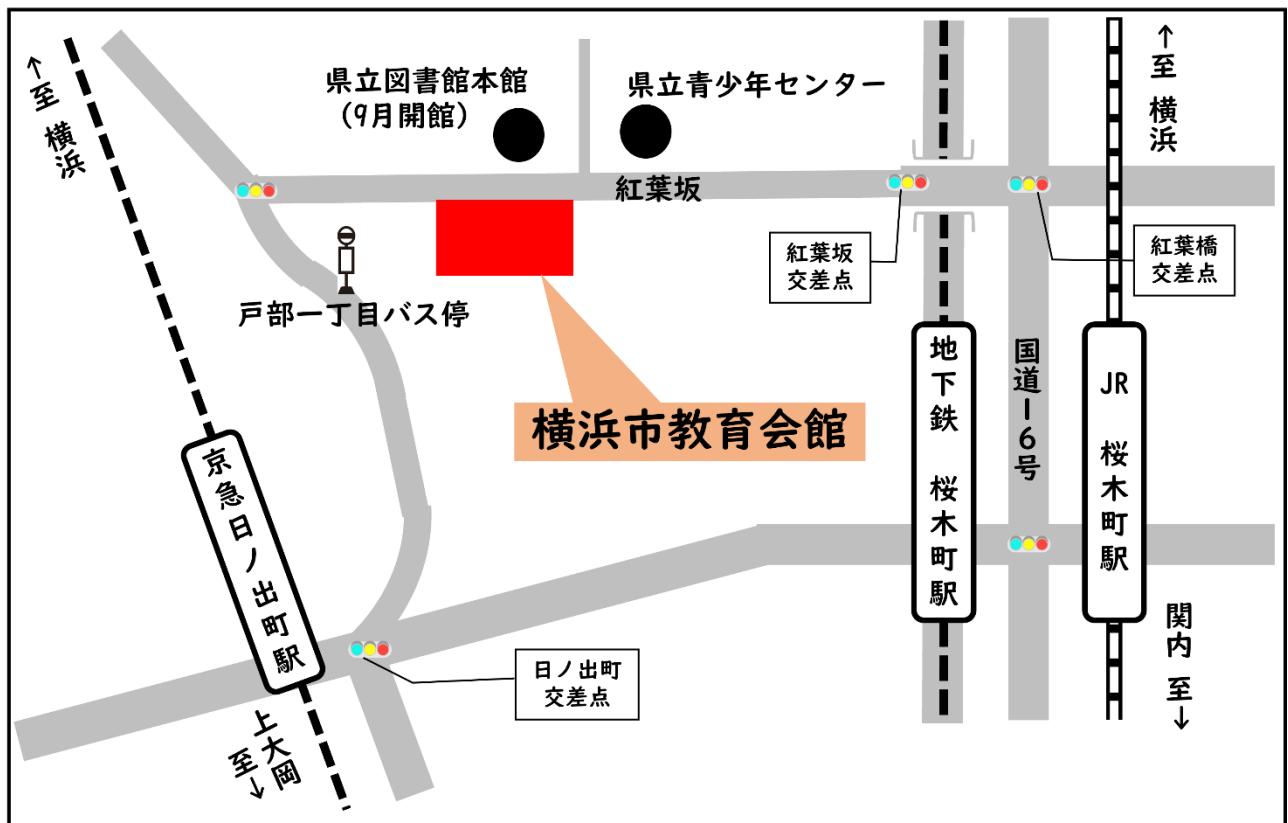 ←至 横浜
県立図書館本館
(9月開館)
県立青少年センター
←至 横浜
紅葉坂
紅葉坂
交差点
紅葉橋
交差点
戸部一丁目バス停
横浜市教育会館
京急日ノ出町駅
地下鉄 桜木町駅
国道16号
JR 桜木町駅
日ノ出町
交差点
上大岡
至→
関内 至→